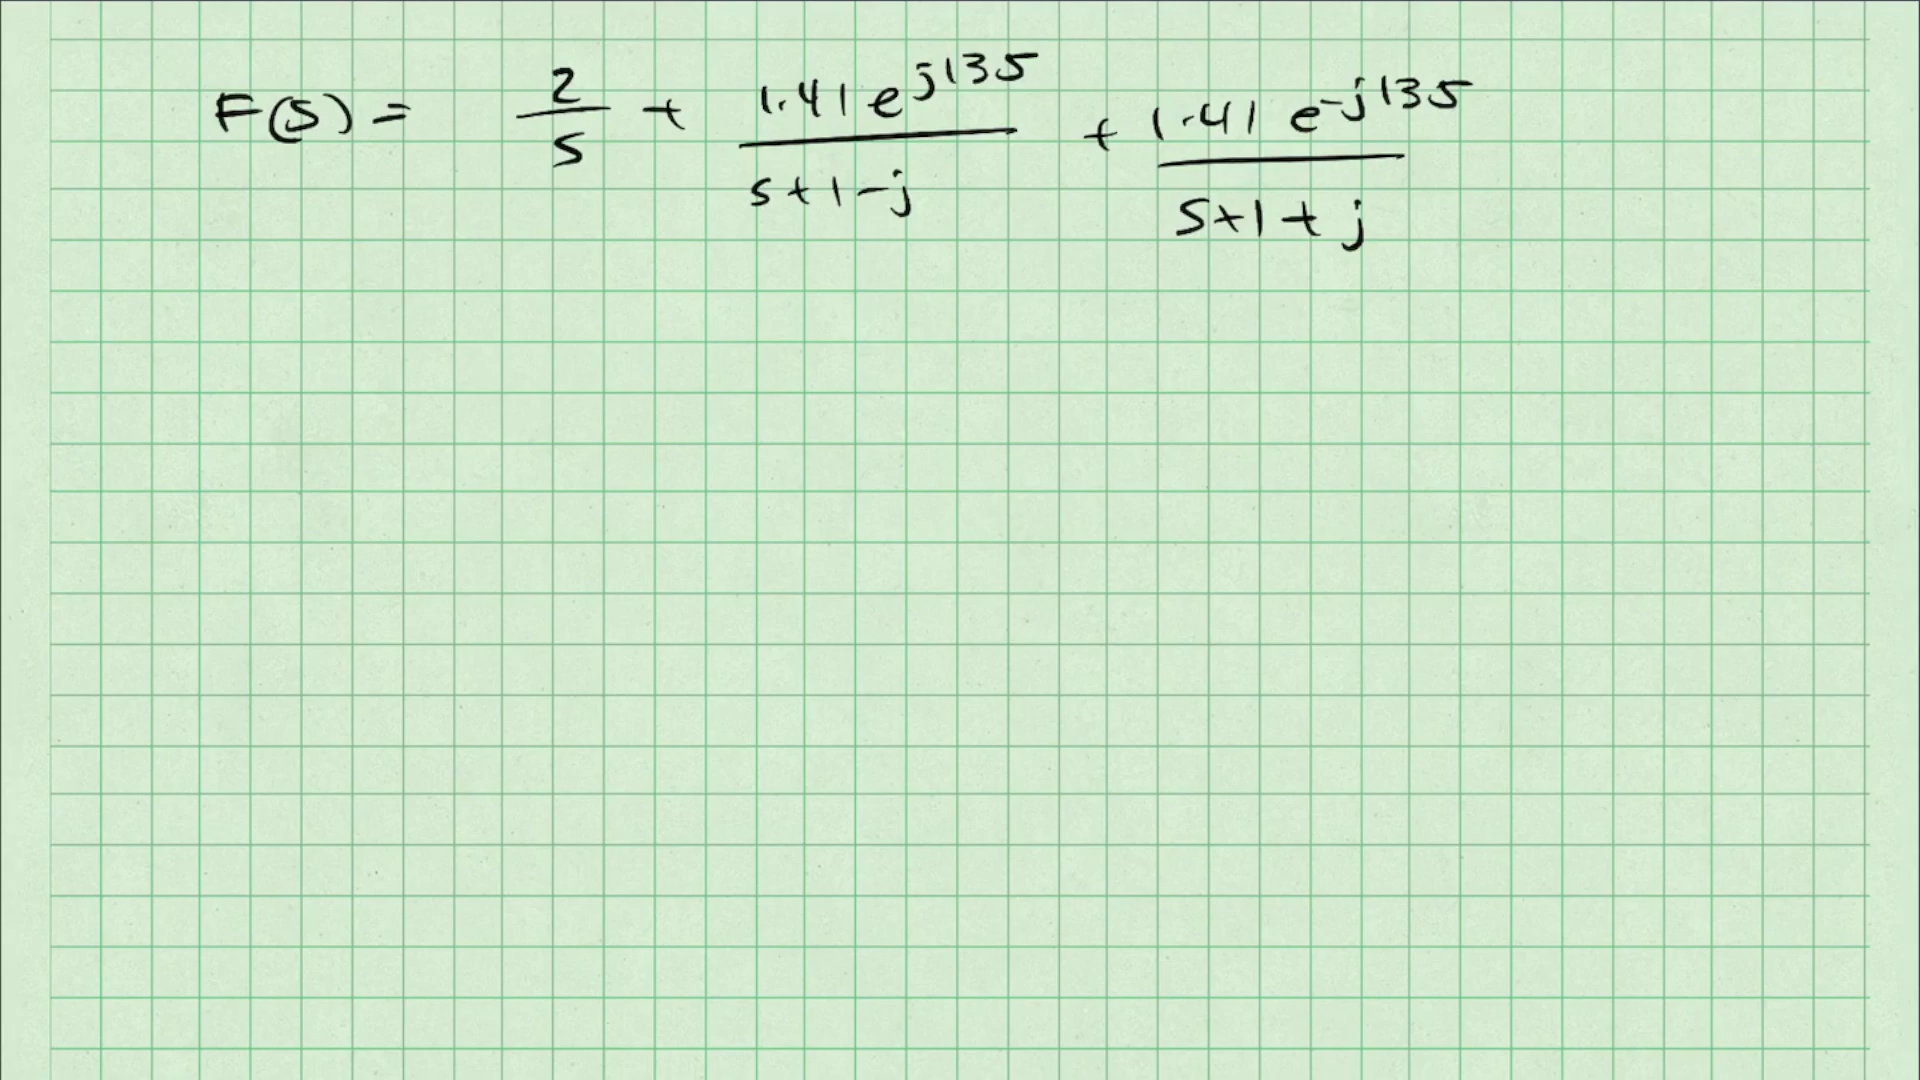 F(s) = 2/s + 1.41 e^{j135}/(s+1-j) + 1.41 e^{-j135}/(s+1+j)